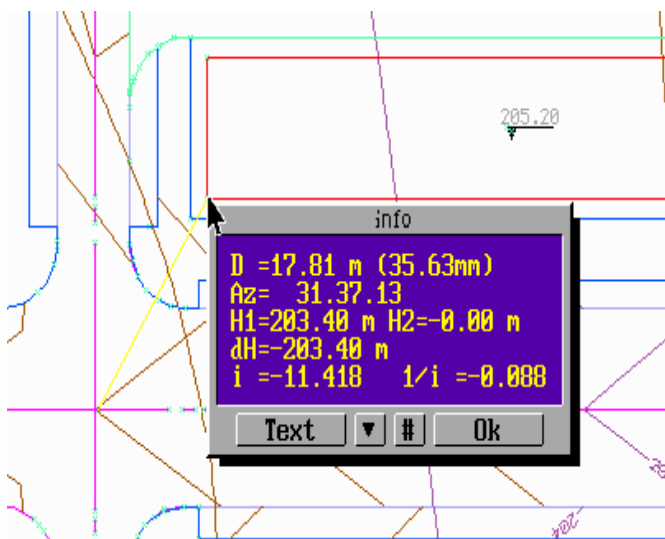 205.20
info
D =17.81 m (35.63mm)
Az= 31.37.13
H1=203.40 m H2=-0.00 m
dH=-203.40 m
i =-11.418 1/i =-0.088
Text ▼ # Ok
-204